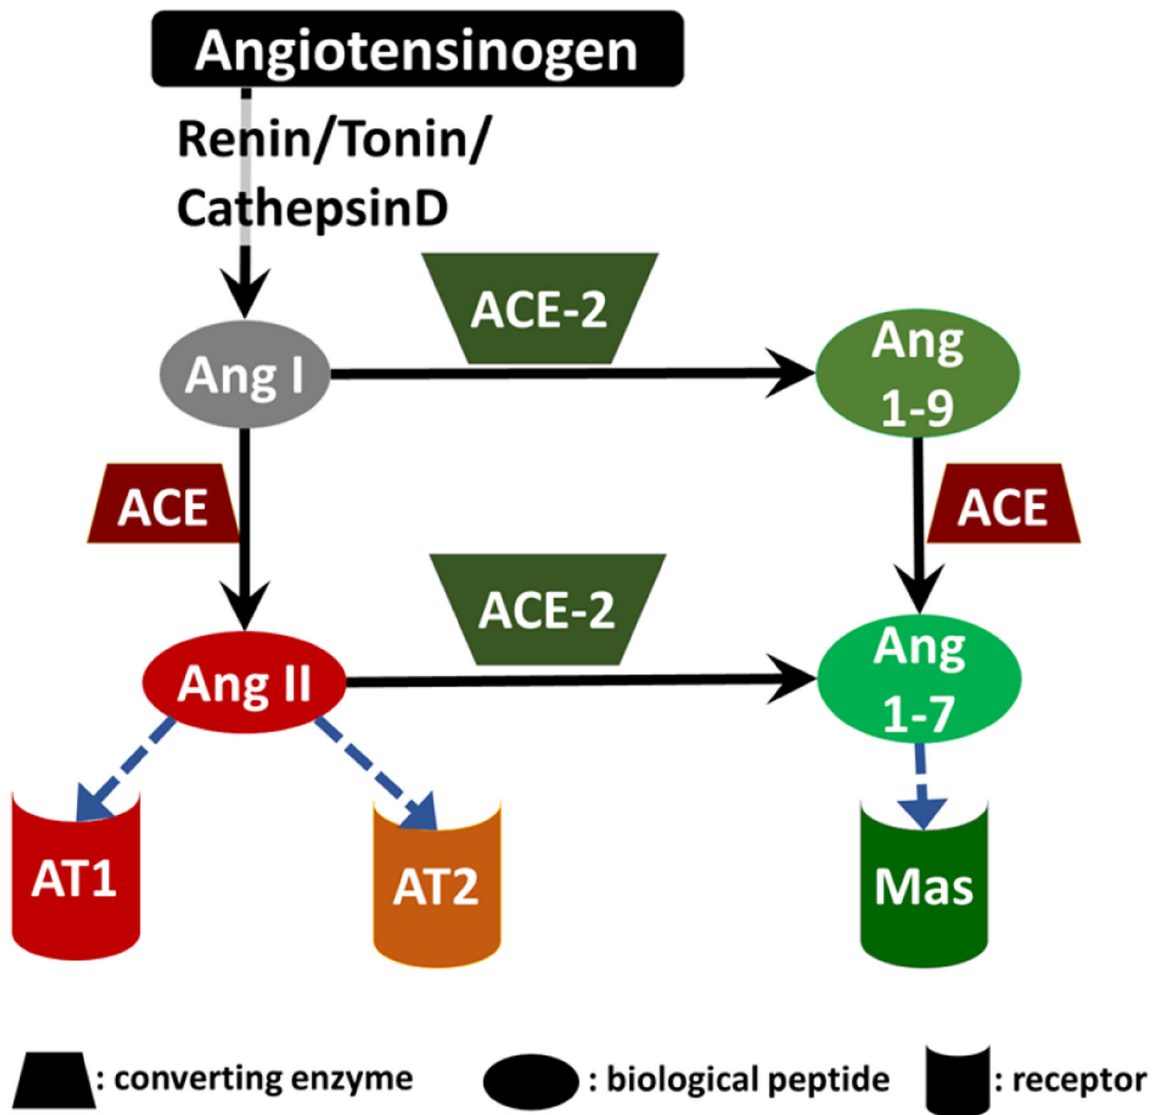 Angiotensinogen
Renin/Tonin/
CathepsinD
ACE-2
Ang I
Ang
1-9
ACE
ACE
ACE-2
Ang II
Ang
1-7
AT1
AT2
Mas
: converting enzyme
: biological peptide
: receptor